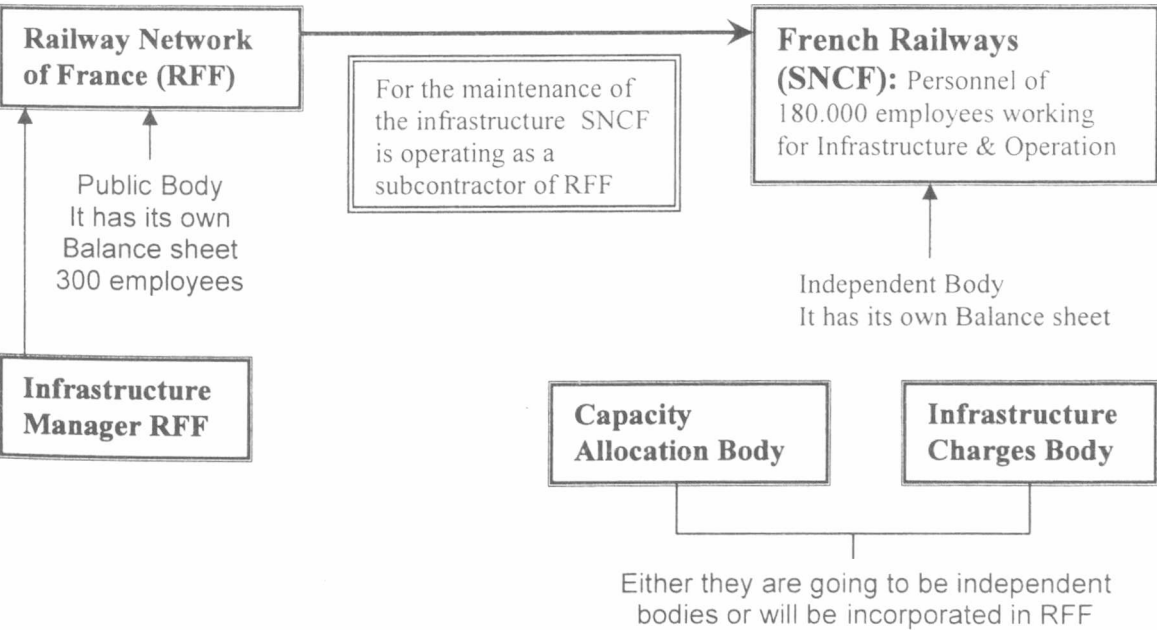 Railway Network
of France (RFF)
For the maintenance of
the infrastructure SNCF
is operating as a
subcontractor of RFF
French Railways
(SNCF): Personnel of
180.000 employees working
for Infrastructure & Operation
Public Body
It has its own
Balance sheet
300 employees
Independent Body
It has its own Balance sheet
Infrastructure
Manager RFF
Capacity
Allocation Body
Infrastructure
Charges Body
Either they are going to be independent
bodies or will be incorporated in RFF